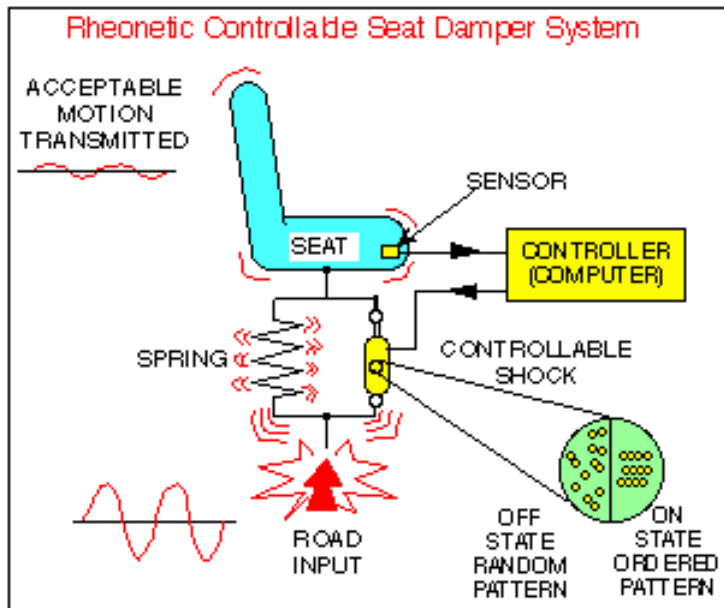 Rheonetic Controllable Seat Damper System
ACCEPTABLE
MOTION
TRANSMITTED
SENSOR
SEAT
CONTROLLER
(COMPUTER)
SPRING
CONTROLLABLE
SHOCK
ROAD
INPUT
OFF
STATE
RANDOM
PATTERN
ON
STATE
ORDERED
PATTERN